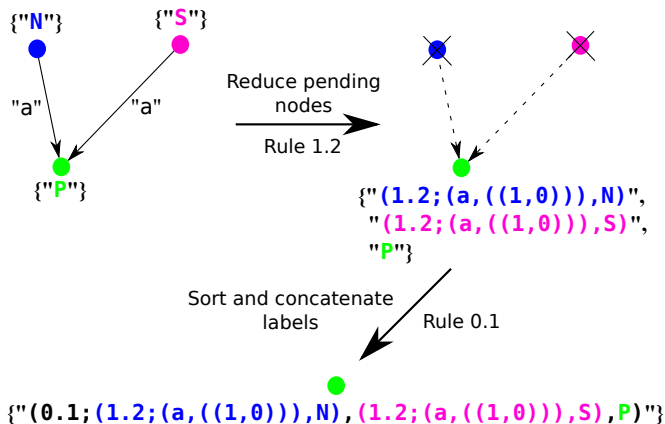 {"N"}
{"S"}
"a"
"a"
{"P"}
Reduce pending
nodes
Rule 1.2
{"(1.2;(a,((1,0))),N)",
"(1.2;(a,((1,0))),S)",
"P"}
Sort and concatenate
labels
Rule 0.1
{"(0.1;(1.2;(a,((1,0))),N),(1.2;(a,((1,0))),S),P)"}